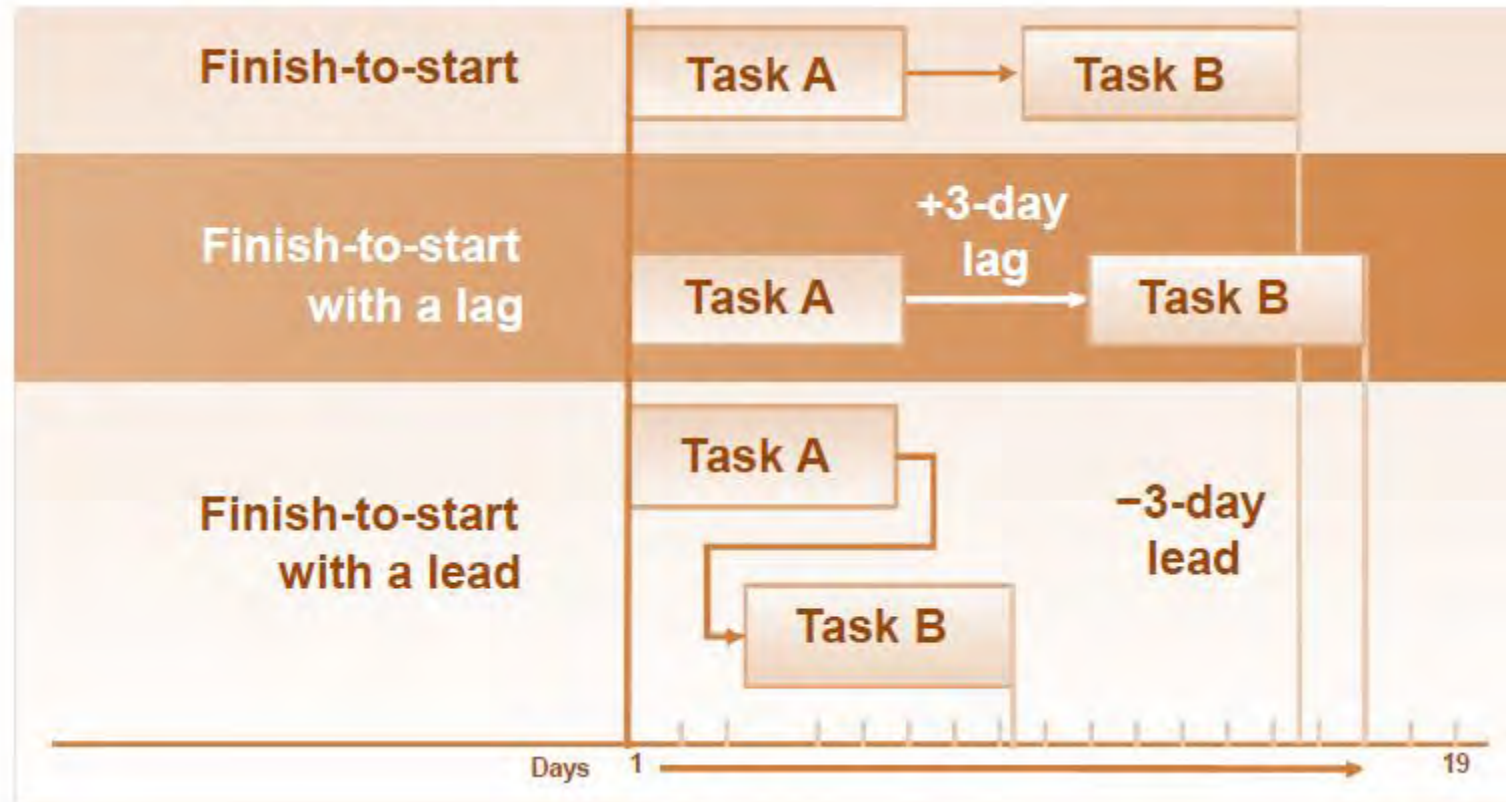 Finish-to-start
Task A
Task B
Finish-to-start
with a lag
Task A
+3-day
lag
Task B
Finish-to-start
with a lead
Task A
Task B
−3-day
lead
Days
1
19